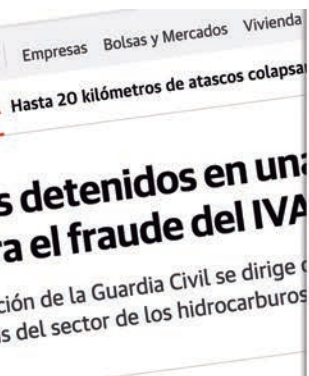 Empresas Bolsas y Mercados Vivienda
Hasta 20 kilómetros de atascos colapsa
s detenidos en una
ra el fraude del IVA
ción de la Guardia Civil se dirige
s del sector de los hidrocarburos